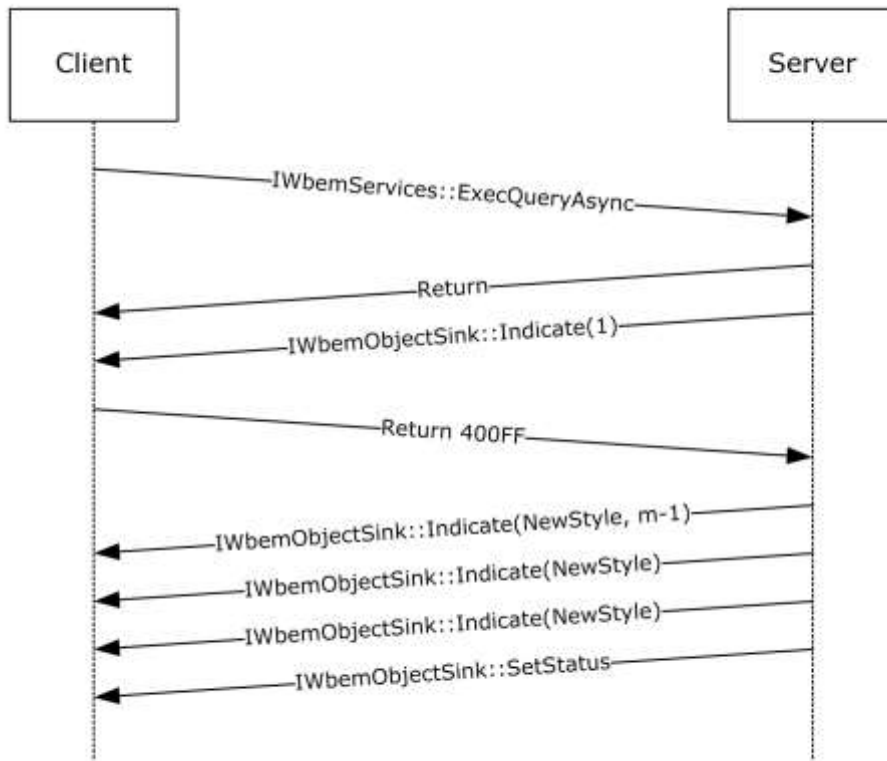 Client
Server
IWbemServices::ExecQueryAsync
Return
IWbemObjectSink::Indicate(1)
Return 400FF
IWbemObjectSink::Indicate(NewStyle, m-1)
IWbemObjectSink::Indicate(NewStyle)
IWbemObjectSink::Indicate(NewStyle)
IWbemObjectSink::SetStatus